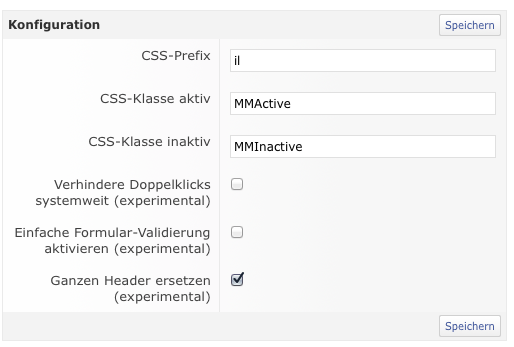 Konfiguration
Speichern
CSS-Prefix
il
CSS-Klasse aktiv
MMActive
CSS-Klasse inaktiv
MMInactive
Verhindere Doppelklicks
systemweit (experimental)
Einfache Formular-Validierung
aktivieren (experimental)
Ganzen Header ersetzen
(experimental)
Speichern